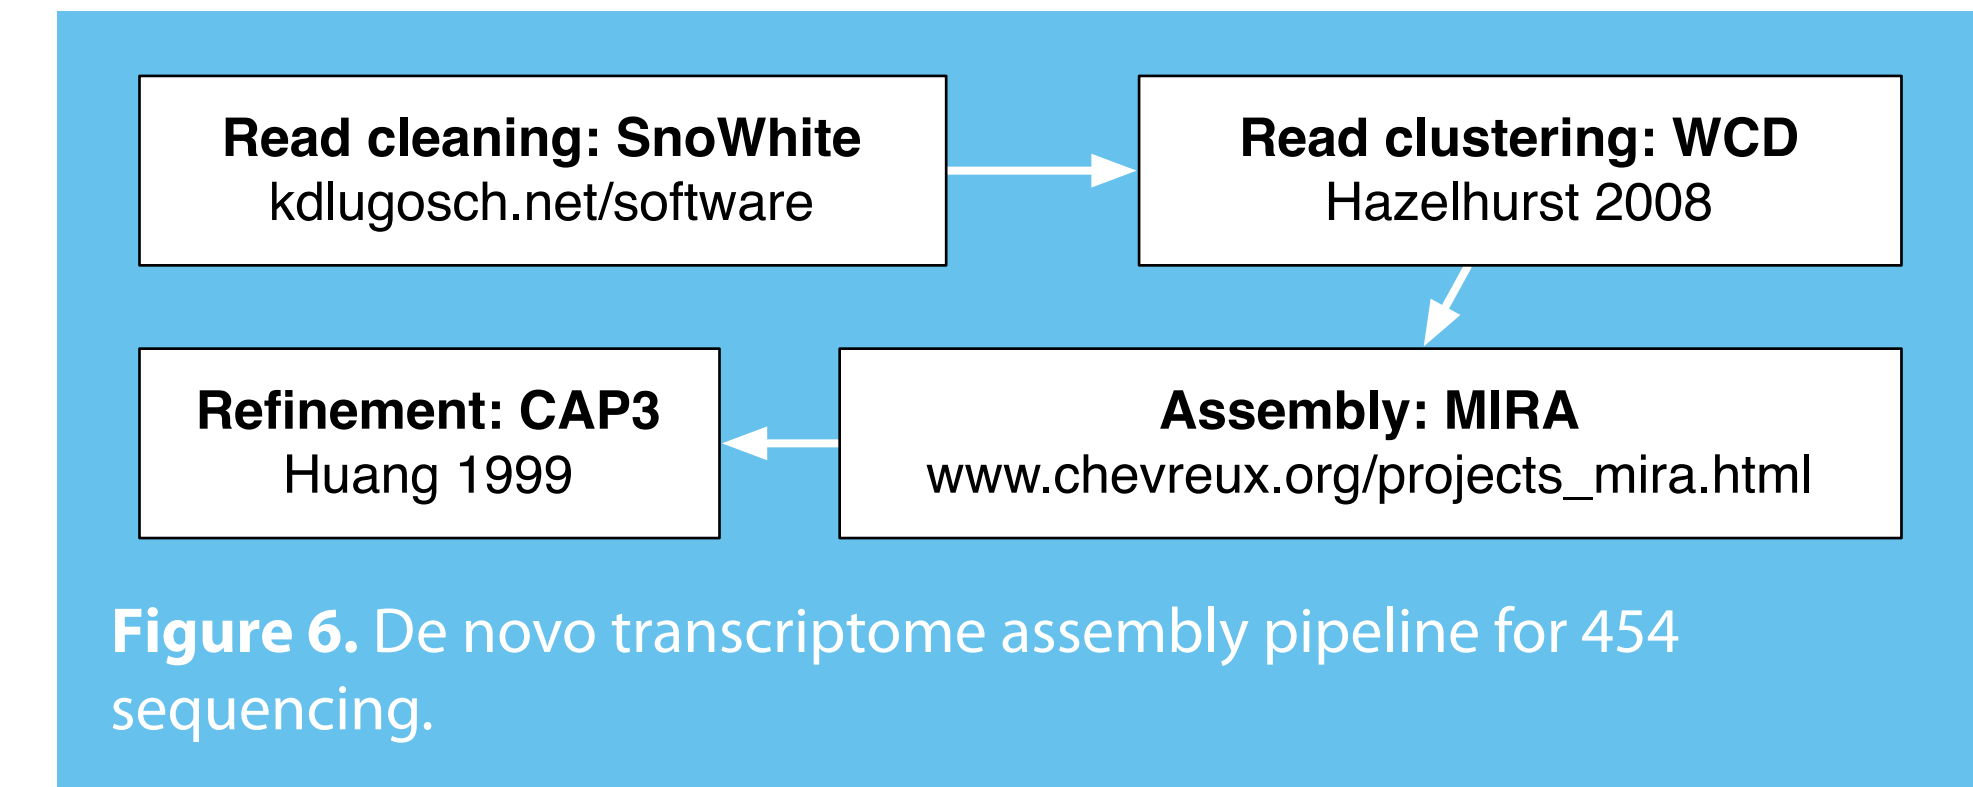 Read cleaning: SnoWhite
kdlugosch.net/software
Read clustering: WCD
Hazelhurst 2008
Assembly: MIRA
www.chevreux.org/projects_mira.html
Refinement: CAP3
Huang 1999
Figure 6. De novo transcriptome assembly pipeline for 454
sequencing.